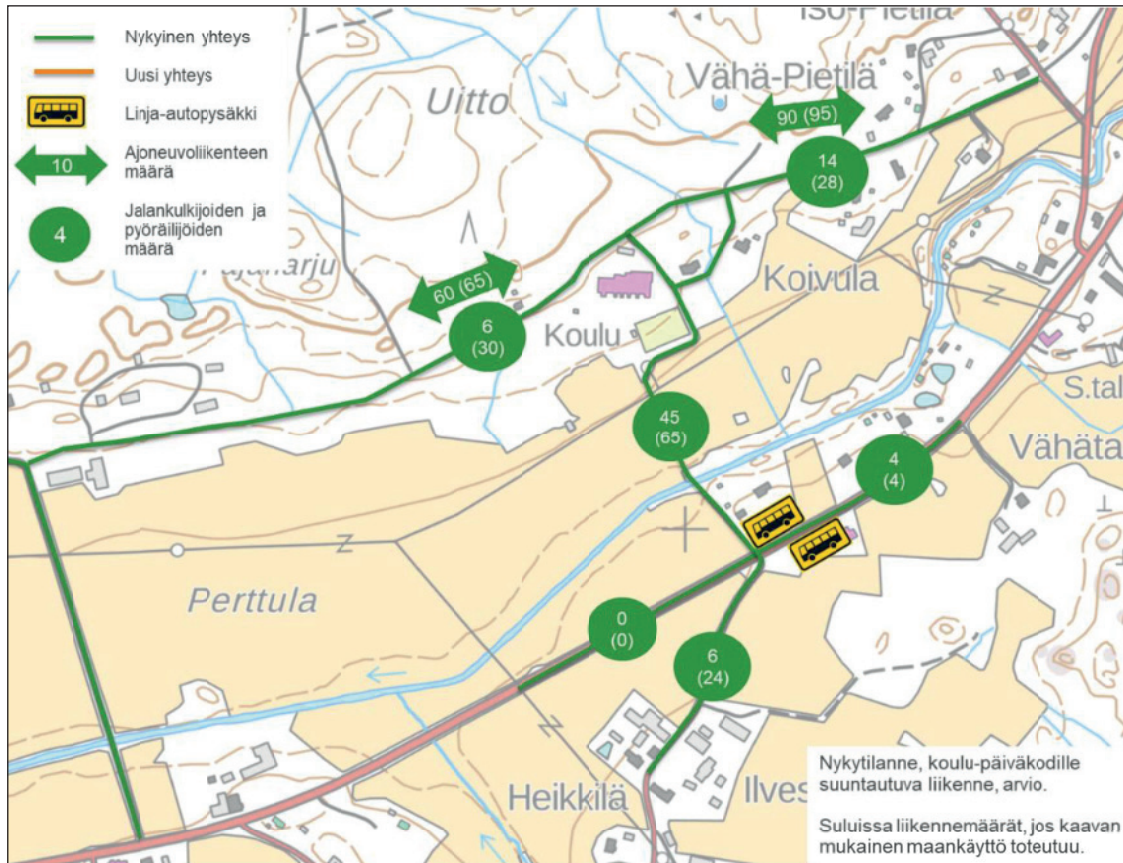 Nykyinen yhteys
Uusi yhteys
Linja-autopysäkki
10
Ajoneuvoliikenteen
määrä
4
Jalankulkijoiden ja
pyöräilijöiden
määrä
Iso-Pietilä
Vähä-Pietilä
Uitto
90 (95)
14
(28)
60 (65)
6
(30)
Koulu
Koivula
S.tal
Vähäta
45
(65)
4
(4)
Perttula
0
(0)
6
(24)
Heikkilä
Ilves
Nykytilanne, koulu-päiväkodille
suuntautuva liikenne, arvio.
Suluissa liikennemäärät, jos kaavan
mukainen maankäyttö toteutuu.